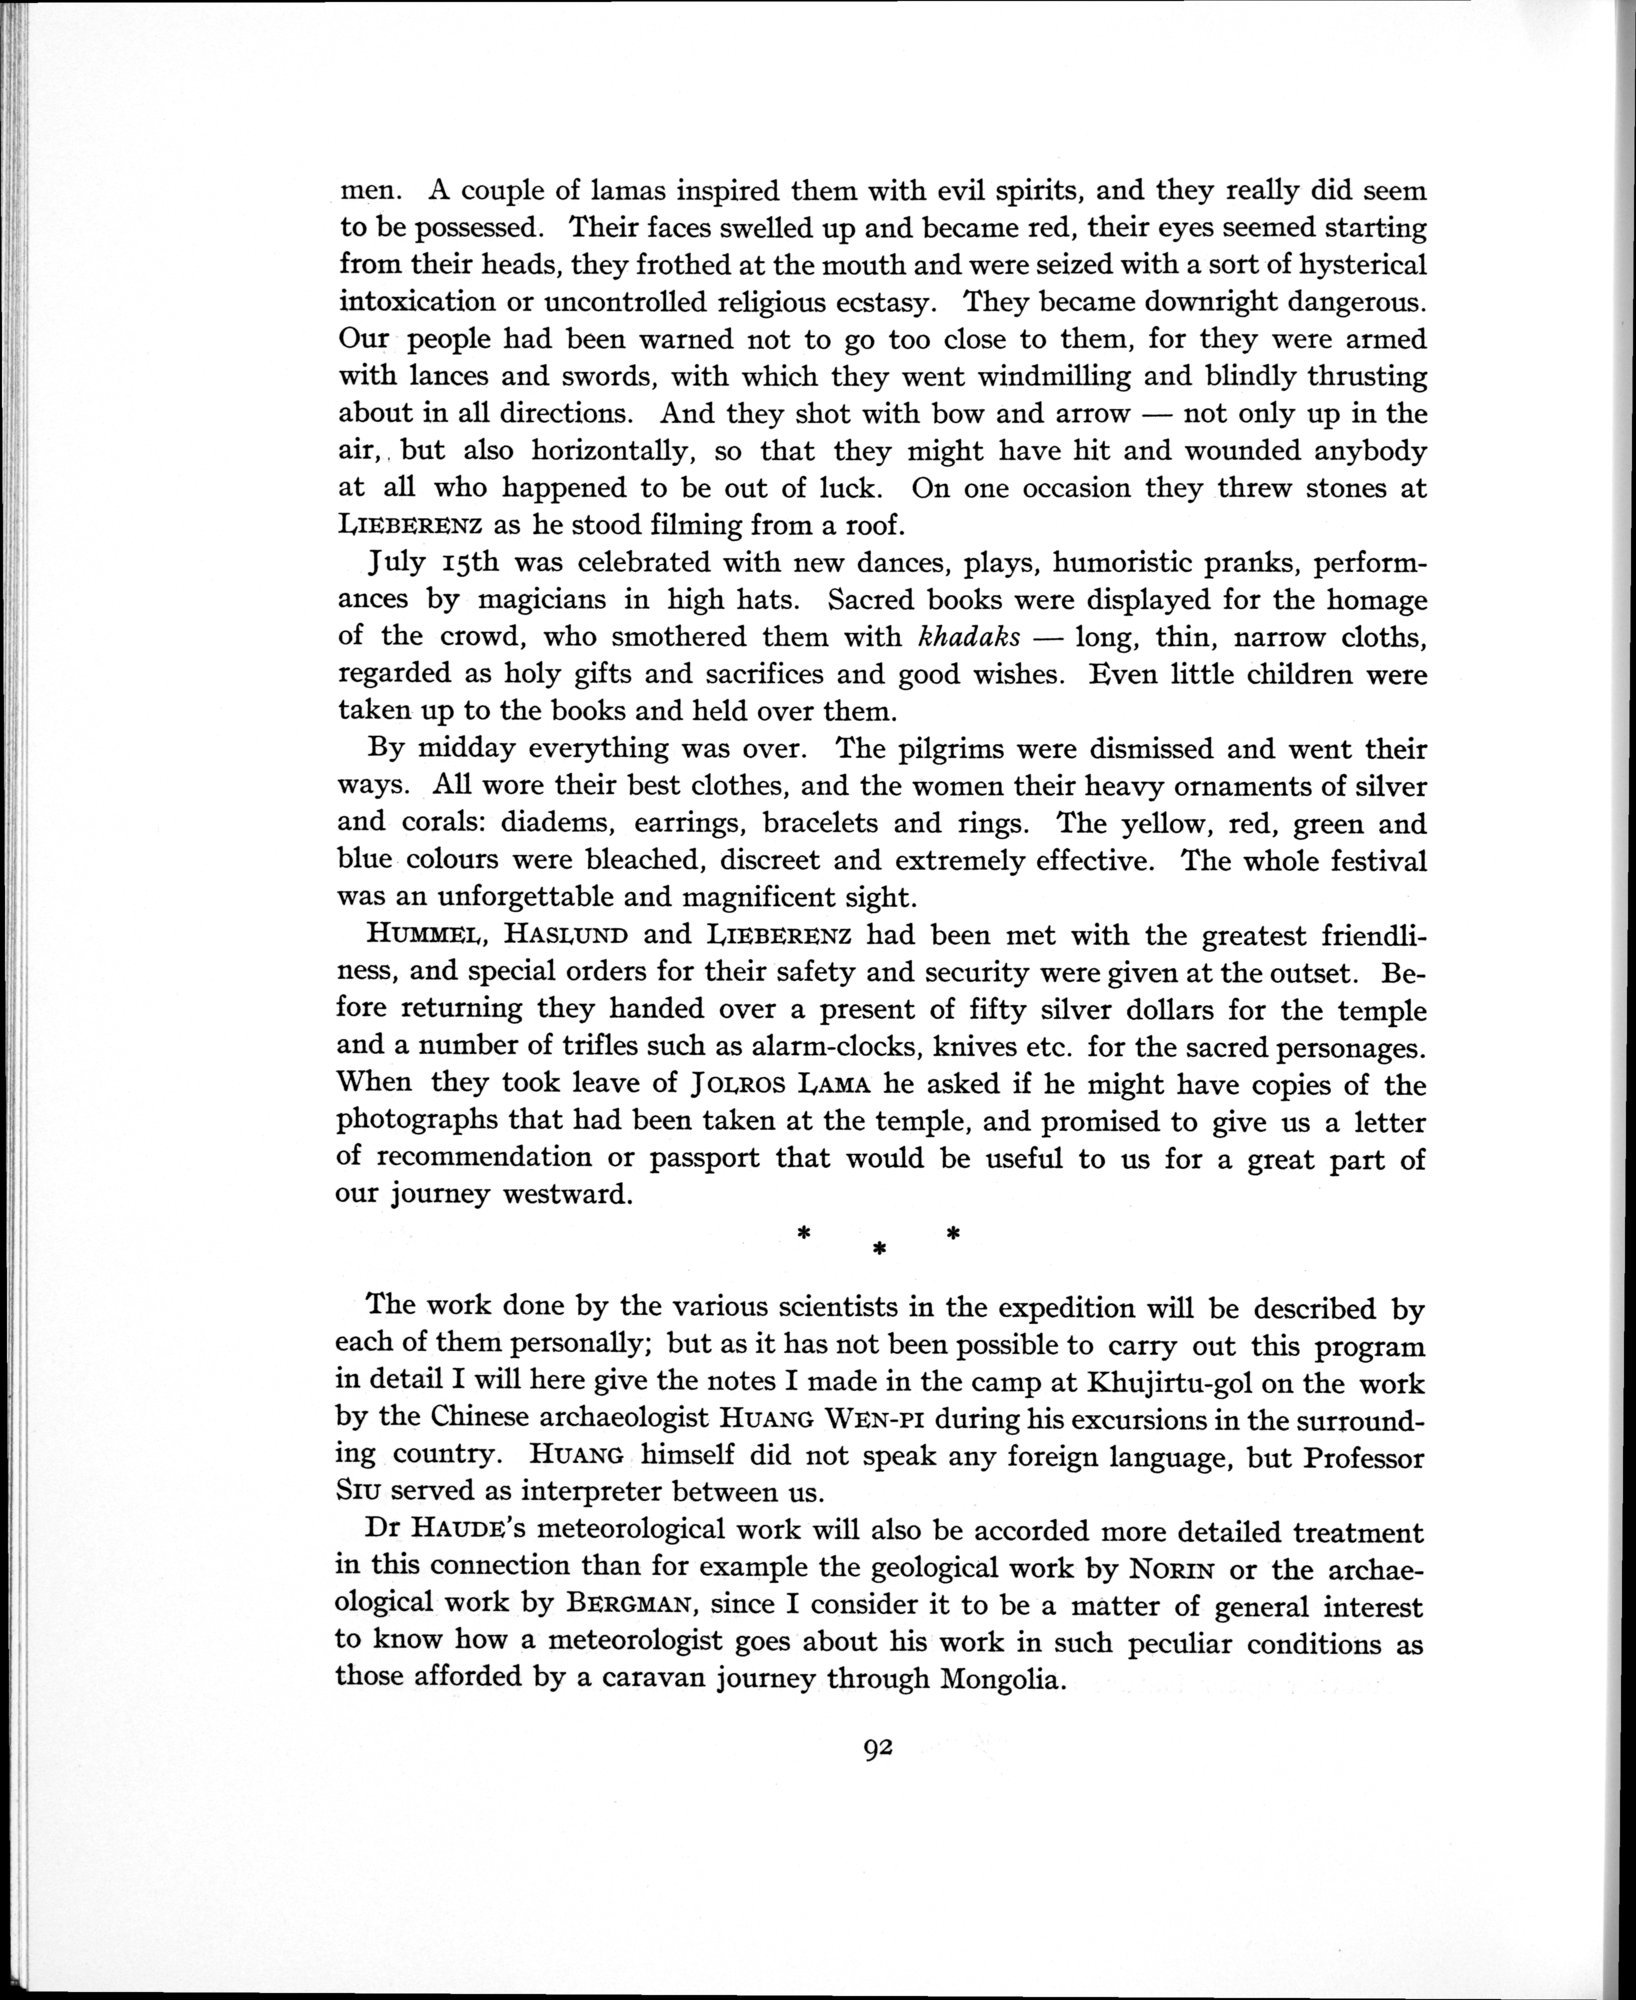 men. A couple of lamas inspired them with evil spirits, and they really did seem
to be possessed. Their faces swelled up and became red, their eyes seemed starting
from their heads, they frothed at the mouth and were seized with a sort of hysterical
intoxication or uncontrolled religious ecstasy. They became downright dangerous.
Our people had been warned not to go too close to them, for they were armed
with lances and swords, with which they went windmilling and blindly thrusting
about in all directions. And they shot with bow and arrow — not only up in the
air, but also horizontally, so that they might have hit and wounded anybody
at all who happened to be out of luck. On one occasion they threw stones at
LIEBERENZ as he stood filming from a roof.
July 15th was celebrated with new dances, plays, humoristic pranks, perform-
ances by magicians in high hats. Sacred books were displayed for the homage
of the crowd, who smothered them with khadaks — long, thin, narrow cloths,
regarded as holy gifts and sacrifices and good wishes. Even little children were
taken up to the books and held over them.
By midday everything was over. The pilgrims were dismissed and went their
ways. All wore their best clothes, and the women their heavy ornaments of silver
and corals: diadems, earrings, bracelets and rings. The yellow, red, green and
blue colours were bleached, discreet and extremely effective. The whole festival
was an unforgettable and magnificent sight.
HUMMEL, HASLUND and LIEBERENZ had been met with the greatest friendli-
ness, and special orders for their safety and security were given at the outset. Be-
fore returning they handed over a present of fifty silver dollars for the temple
and a number of trifles such as alarm-clocks, knives etc. for the sacred personages.
When they took leave of JOLROS LAMA he asked if he might have copies of the
photographs that had been taken at the temple, and promised to give us a letter
of recommendation or passport that would be useful to us for a great part of
our journey westward.
* * *
The work done by the various scientists in the expedition will be described by
each of them personally; but as it has not been possible to carry out this program
in detail I will here give the notes I made in the camp at Khujirtu-gol on the work
by the Chinese archaeologist HUANG WEN-PI during his excursions in the surround-
ing country. HUANG himself did not speak any foreign language, but Professor
SIU served as interpreter between us.
Dr HAUDE's meteorological work will also be accorded more detailed treatment
in this connection than for example the geological work by NORIN or the archae-
ological work by BERGMAN, since I consider it to be a matter of general interest
to know how a meteorologist goes about his work in such peculiar conditions as
those afforded by a caravan journey through Mongolia.
92